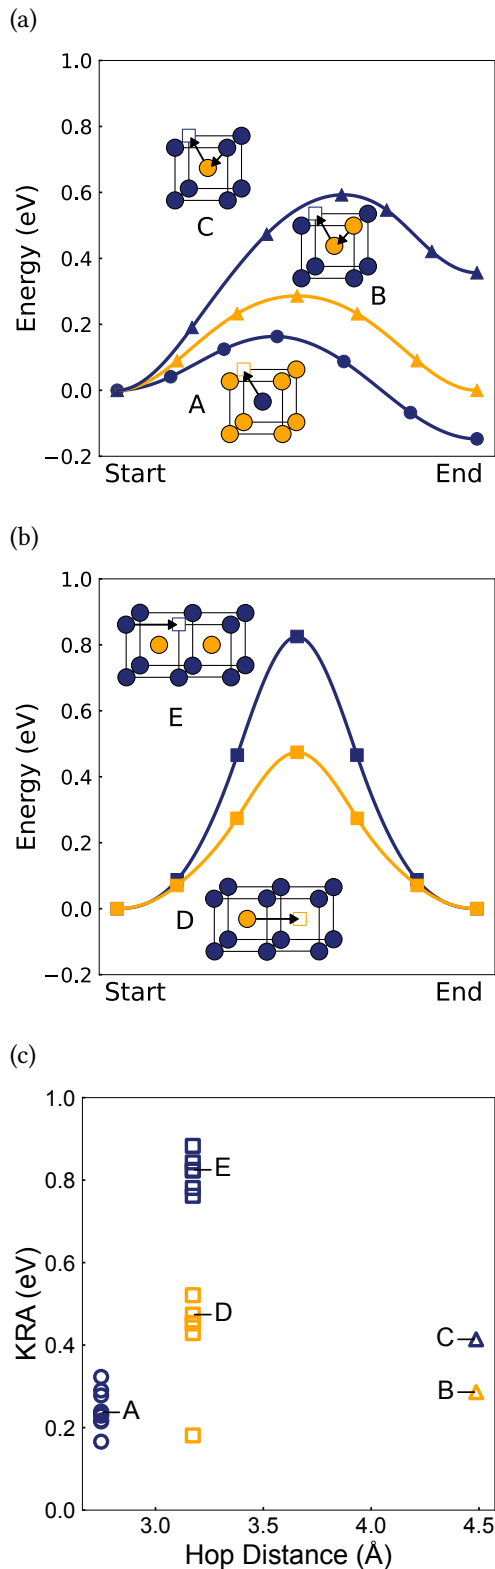 (a)
1.0
0.8
0.6
0.4
0.2
0.0
−0.2
Energy (eV)
C
B
A
Start End
(b)
1.0
0.8
0.6
0.4
0.2
0.0
−0.2
Energy (eV)
E
D
Start End
(c)
1.0
0.8
0.6
0.4
0.2
0.0
KRA (eV)
E
D
C
B
A
3.0 3.5 4.0 4.5
Hop Distance (Å)